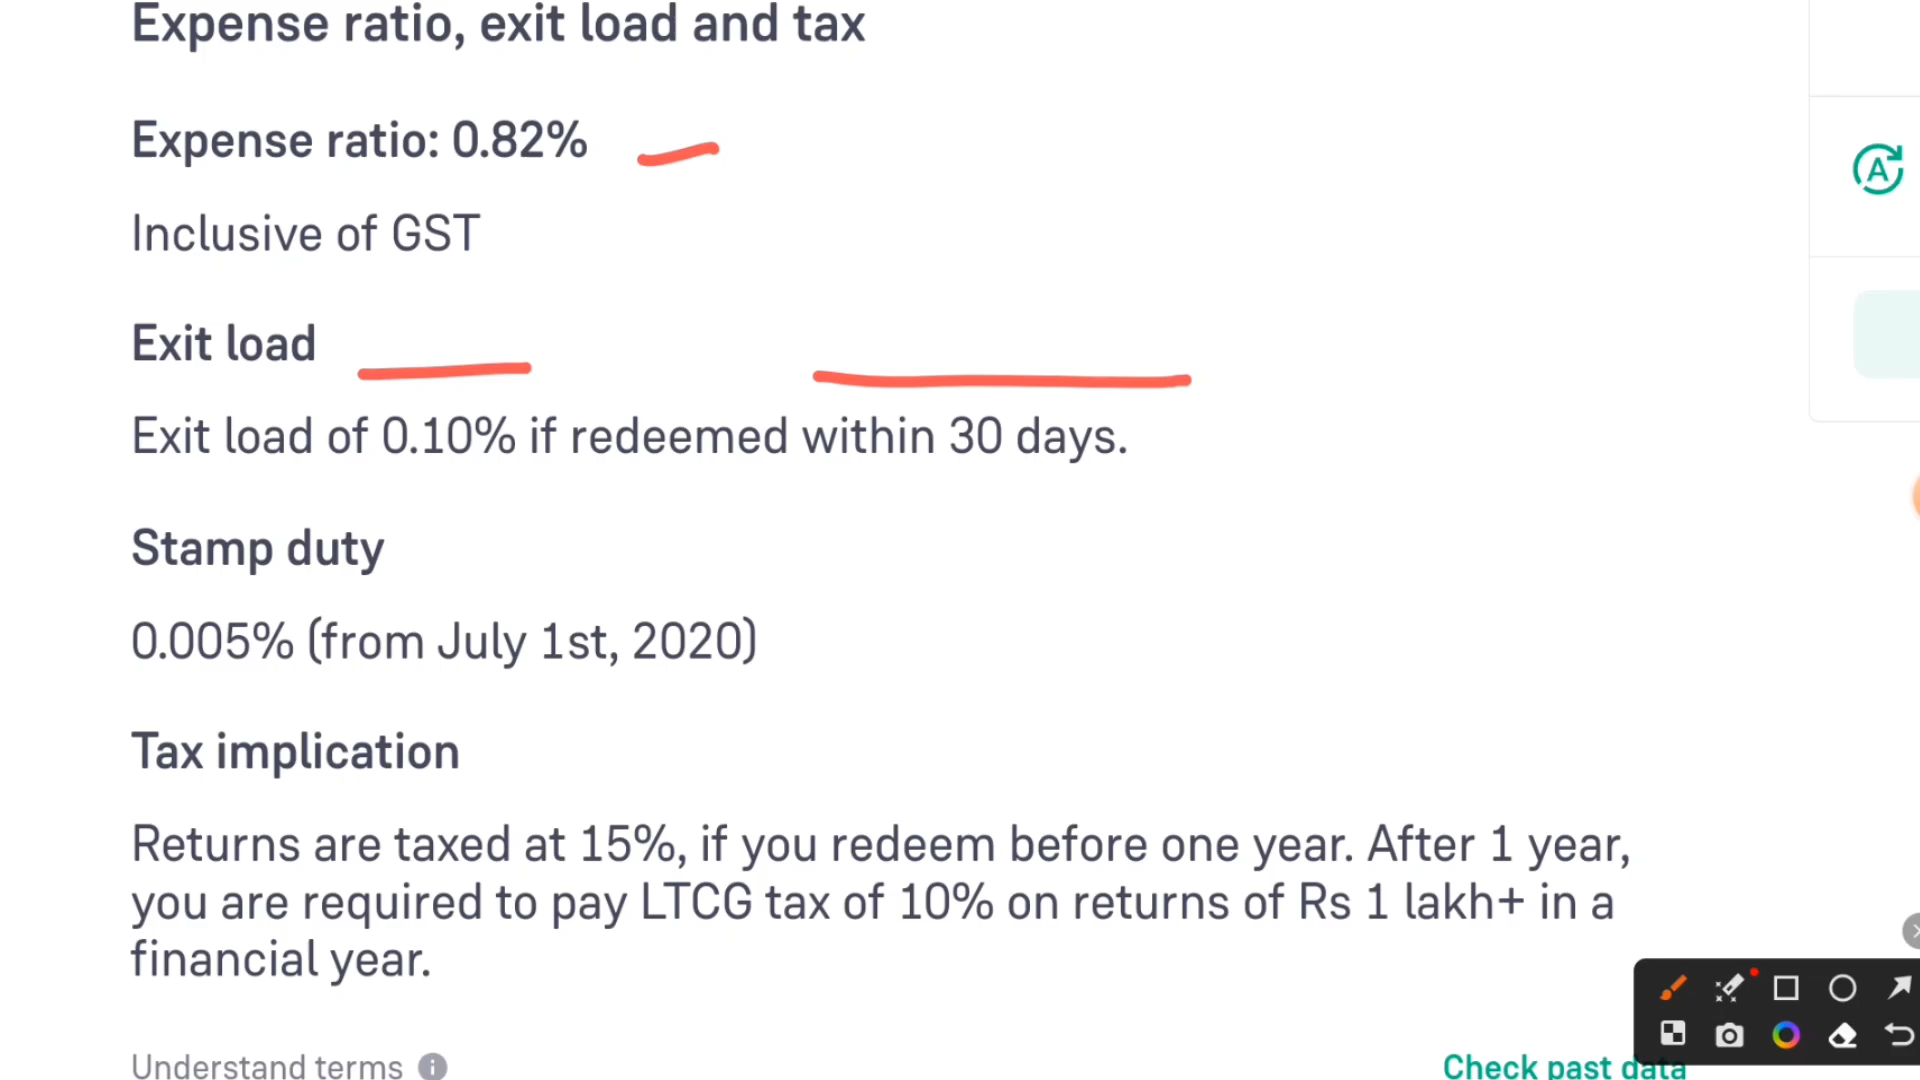 Expense ratio, exit load and tax
Expense ratio: 0.82%
Inclusive of GST
Exit load
Exit load of 0.10% if redeemed within 30 days.
Stamp duty
0.005% (from July 1st, 2020)
Tax implication
Returns are taxed at 15%, if you redeem before one year. After 1 year,
you are required to pay LTCG tax of 10% on returns of Rs 1 lakh+ in a
financial year.
Understand terms
Check past data
A